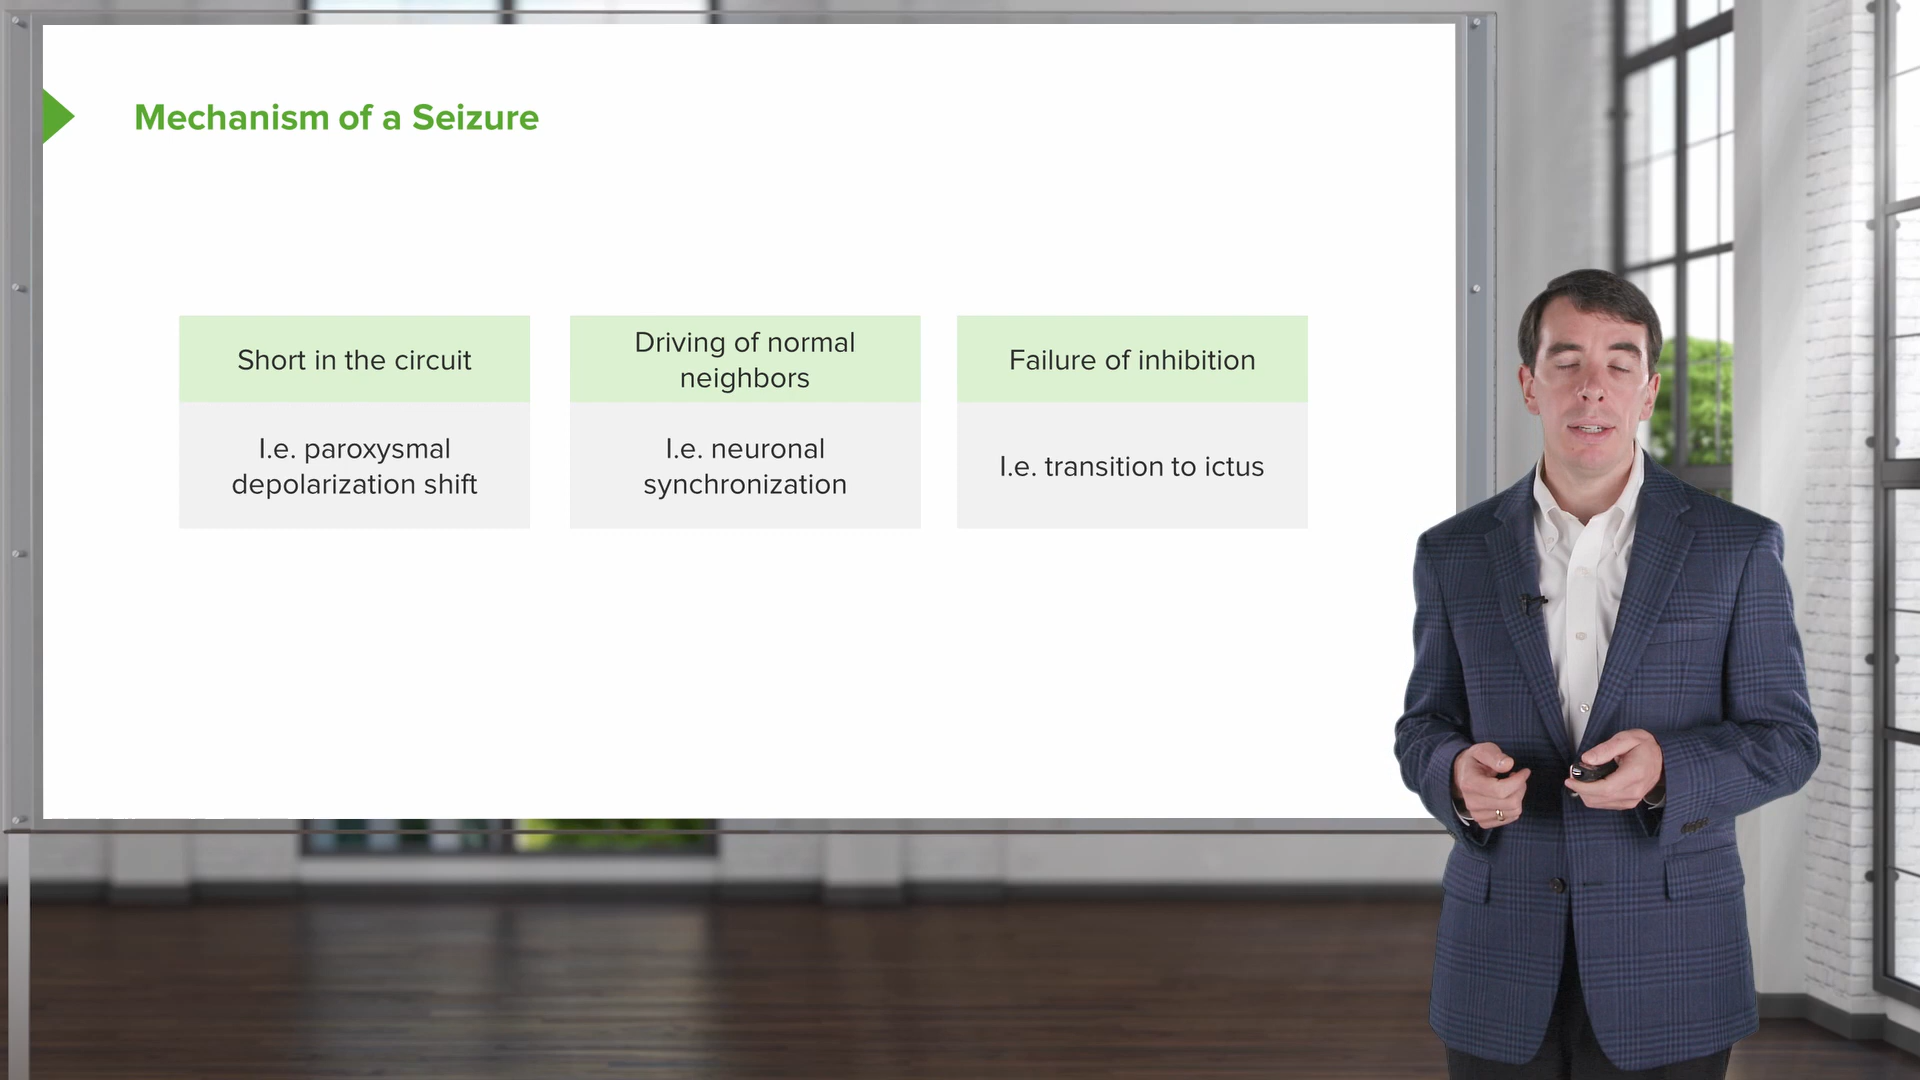 Mechanism of a Seizure
Short in the circuit
I.e. paroxysmal
depolarization shift
Driving of normal
neighbors
I.e. neuronal
synchronization
Failure of inhibition
I.e. transition to ictus